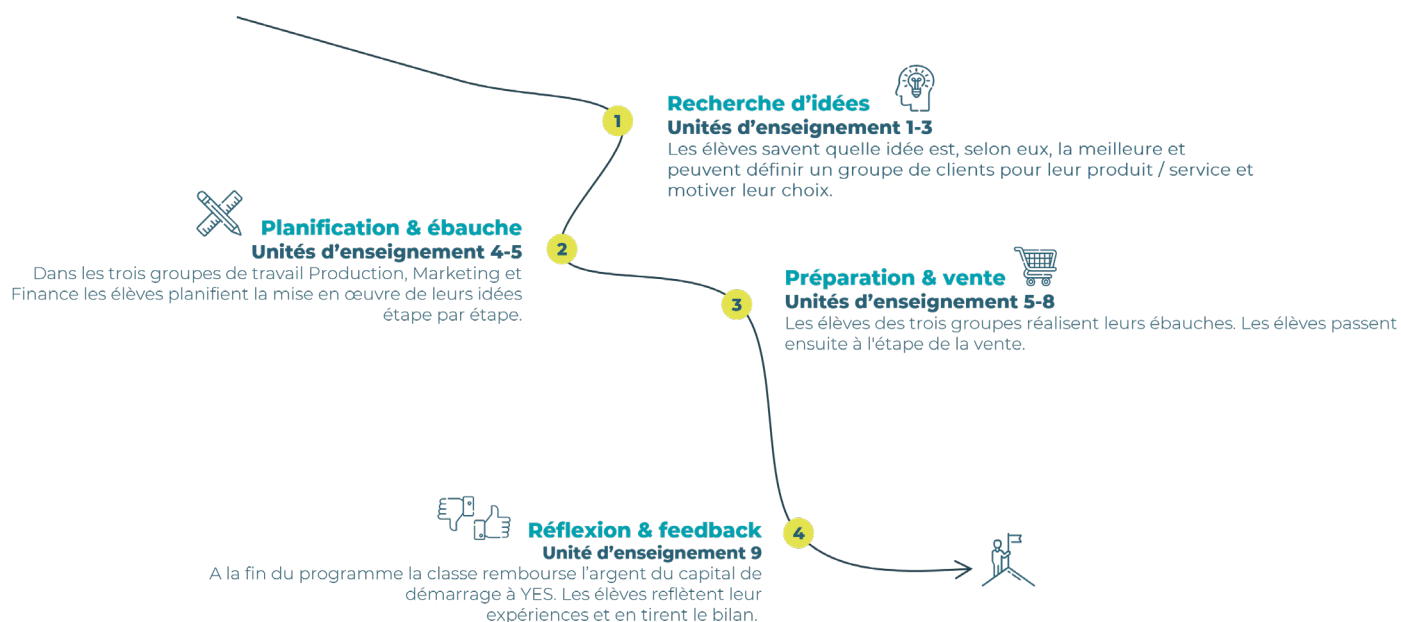 1
Recherche d'idées
Unités d'enseignement 1-3
Les élèves savent quelle idée est, selon eux, la meilleure et
peuvent définir un groupe de clients pour leur produit / service et
motiver leur choix.
Planification & ébauche
Unités d'enseignement 4-5
Dans les trois groupes de travail Production, Marketing et
Finance les élèves planifient la mise en œuvre de leurs idées
étape par étape.
2
3
Préparation & vente
Unités d'enseignement 5-8
Les élèves des trois groupes réalisent leurs ébauches. Les élèves passent
ensuite à l'étape de la vente.
Réflexion & feedback
Unité d'enseignement 9
A la fin du programme la classe rembourse l'argent du capital de
démarrage à YES. Les élèves reflètent leur
expériences et en tirent le bilan.
4